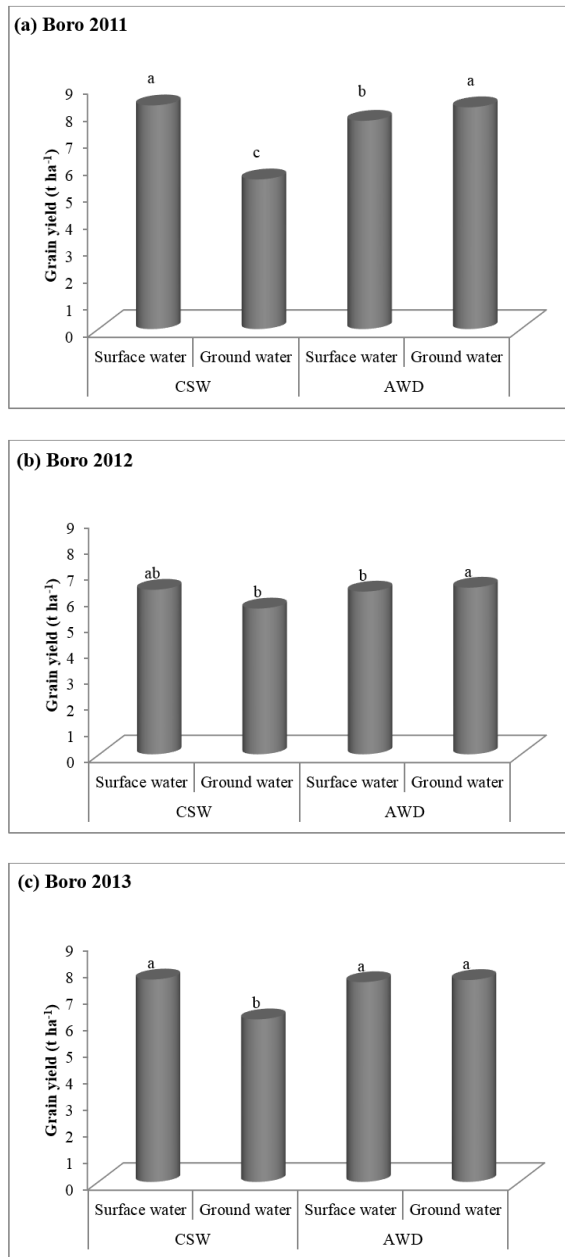 (a) Boro 2011
Grain yield (t ha⁻¹)
9
8
7
6
5
4
3
2
1
0
a
c
b
a
Surface water Ground water Surface water Ground water
CSW AWD
(b) Boro 2012
Grain yield (t ha⁻¹)
9
8
7
6
5
4
3
2
1
0
ab
b
b
a
Surface water Ground water Surface water Ground water
CSW AWD
(c) Boro 2013
Grain yield (t ha⁻¹)
9
8
7
6
5
4
3
2
1
0
a
b
a
a
Surface water Ground water Surface water Ground water
CSW AWD